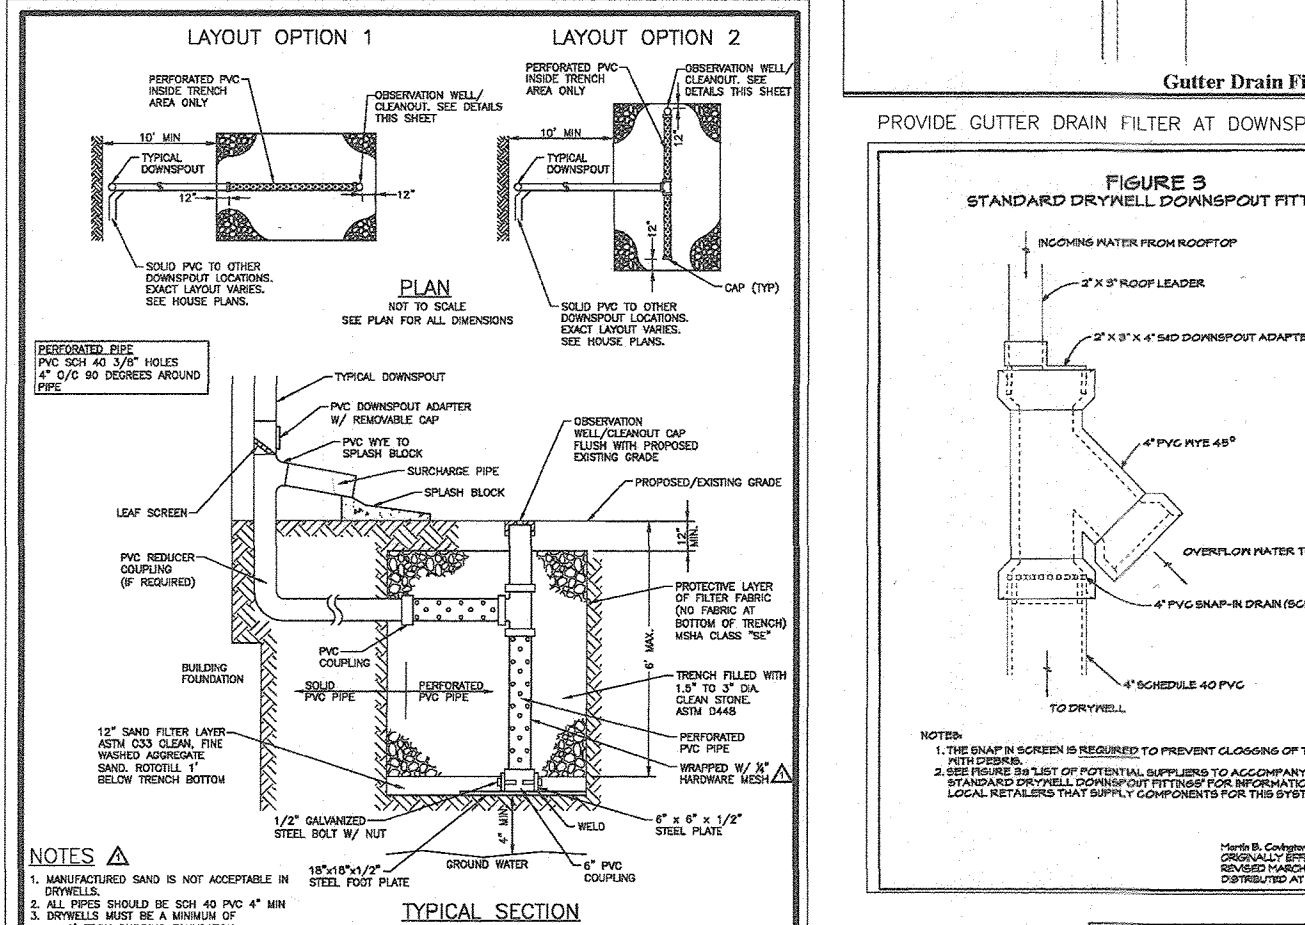 LAYOUT OPTION 1
PERFORATED PVC
INSIDE TRENCH
AREA ONLY
OBSERVATION WELL/
CLEANOUT. SEE DETAILS
THIS SHEET
10' MIN
TYPICAL
DOWNSPOUT
12"
12"
SOLID PVC TO OTHER
DOWNSPOUT LOCATIONS.
EXACT LAYOUT VARIES.
SEE HOUSE PLANS.
LAYOUT OPTION 2
PERFORATED PVC
INSIDE TRENCH
AREA ONLY
OBSERVATION WELL/
CLEANOUT. SEE
DETAILS THIS SHEET
10' MIN
12"
TYPICAL
DOWNSPOUT
12"
CAP (TYP)
SOLID PVC TO OTHER
DOWNSPOUT LOCATIONS.
EXACT LAYOUT VARIES.
SEE HOUSE PLANS.
PLAN
NOT TO SCALE
SEE PLAN FOR ALL DIMENSIONS
PERFORATED PIPE
PVC SCH 40 3/8" HOLES
4" O/C 90 DEGREES AROUND
PIPE
TYPICAL DOWNSPOUT
PVC DOWNSPOUT ADAPTER
W/ REMOVABLE CAP
PVC WYE TO
SPLASH BLOCK
SURCHARGE PIPE
SPLASH BLOCK
LEAF SCREEN
OBSERVATION
WELL/CLEANOUT CAP
FLUSH WITH PROPOSED
EXISTING GRADE
PROPOSED/EXISTING GRADE
12"
MIN.
PVC REDUCER
COUPLING
(IF REQUIRED)
PROTECTIVE LAYER
OF FILTER FABRIC
(NO FABRIC AT
BOTTOM OF TRENCH)
MSHA CLASS "SE"
6' MAX.
PVC
COUPLING
BUILDING
FOUNDATION
SOLID
PVC PIPE
PERFORATED
PVC PIPE
TRENCH FILLED WITH
1.5" TO 3" DIA.
CLEAN STONE.
ASTM D448
12" SAND FILTER LAYER
ASTM C33 CLEAN, FINE
WASHED AGGREGATE
SAND. ROTOTILL 1'
BELOW TRENCH BOTTOM
PERFORATED
PVC PIPE
WRAPPED W/ ¼"
HARDWARE MESH 1
1/2" GALVANIZED
STEEL BOLT W/ NUT
4" MIN
WELD
6" x 6" x 1/2"
STEEL PLATE
18"x18"x1/2"
STEEL FOOT PLATE
GROUND WATER
6" PVC
COUPLING
TYPICAL SECTION
NOTES 1
1. MANUFACTURED SAND IS NOT ACCEPTABLE IN
DRYWELLS.
2. ALL PIPES SHOULD BE SCH 40 PVC 4" MIN
3. DRYWELLS MUST BE A MINIMUM OF
Gutter Drain Fi
PROVIDE GUTTER DRAIN FILTER AT DOWNSP
FIGURE 3
STANDARD DRYWELL DOWNSPOUT FITT
INCOMING WATER FROM ROOFTOP
2" X 3" ROOF LEADER
2" X 3" X 4" S&D DOWNSPOUT ADAPTE
4" PVC WYE 45°
OVERFLOW WATER T
4" PVC SNAP-IN DRAIN (SC
4" SCHEDULE 40 PVC
TO DRYWELL
NOTES:
1. THE SNAP IN SCREEN IS REQUIRED TO PREVENT CLOGGING OF T
WITH DEBRIS.
2. SEE FIGURE 3a "LIST OF POTENTIAL SUPPLIERS TO ACCOMPANY
STANDARD DRYWELL DOWNSPOUT FITTINGS" FOR INFORMATIO
LOCAL RETAILERS THAT SUPPLY COMPONENTS FOR THIS SYST
Martin B. Covington
ORIGINALLY EFF
REVISED MARCH
DISTRIBUTED AT